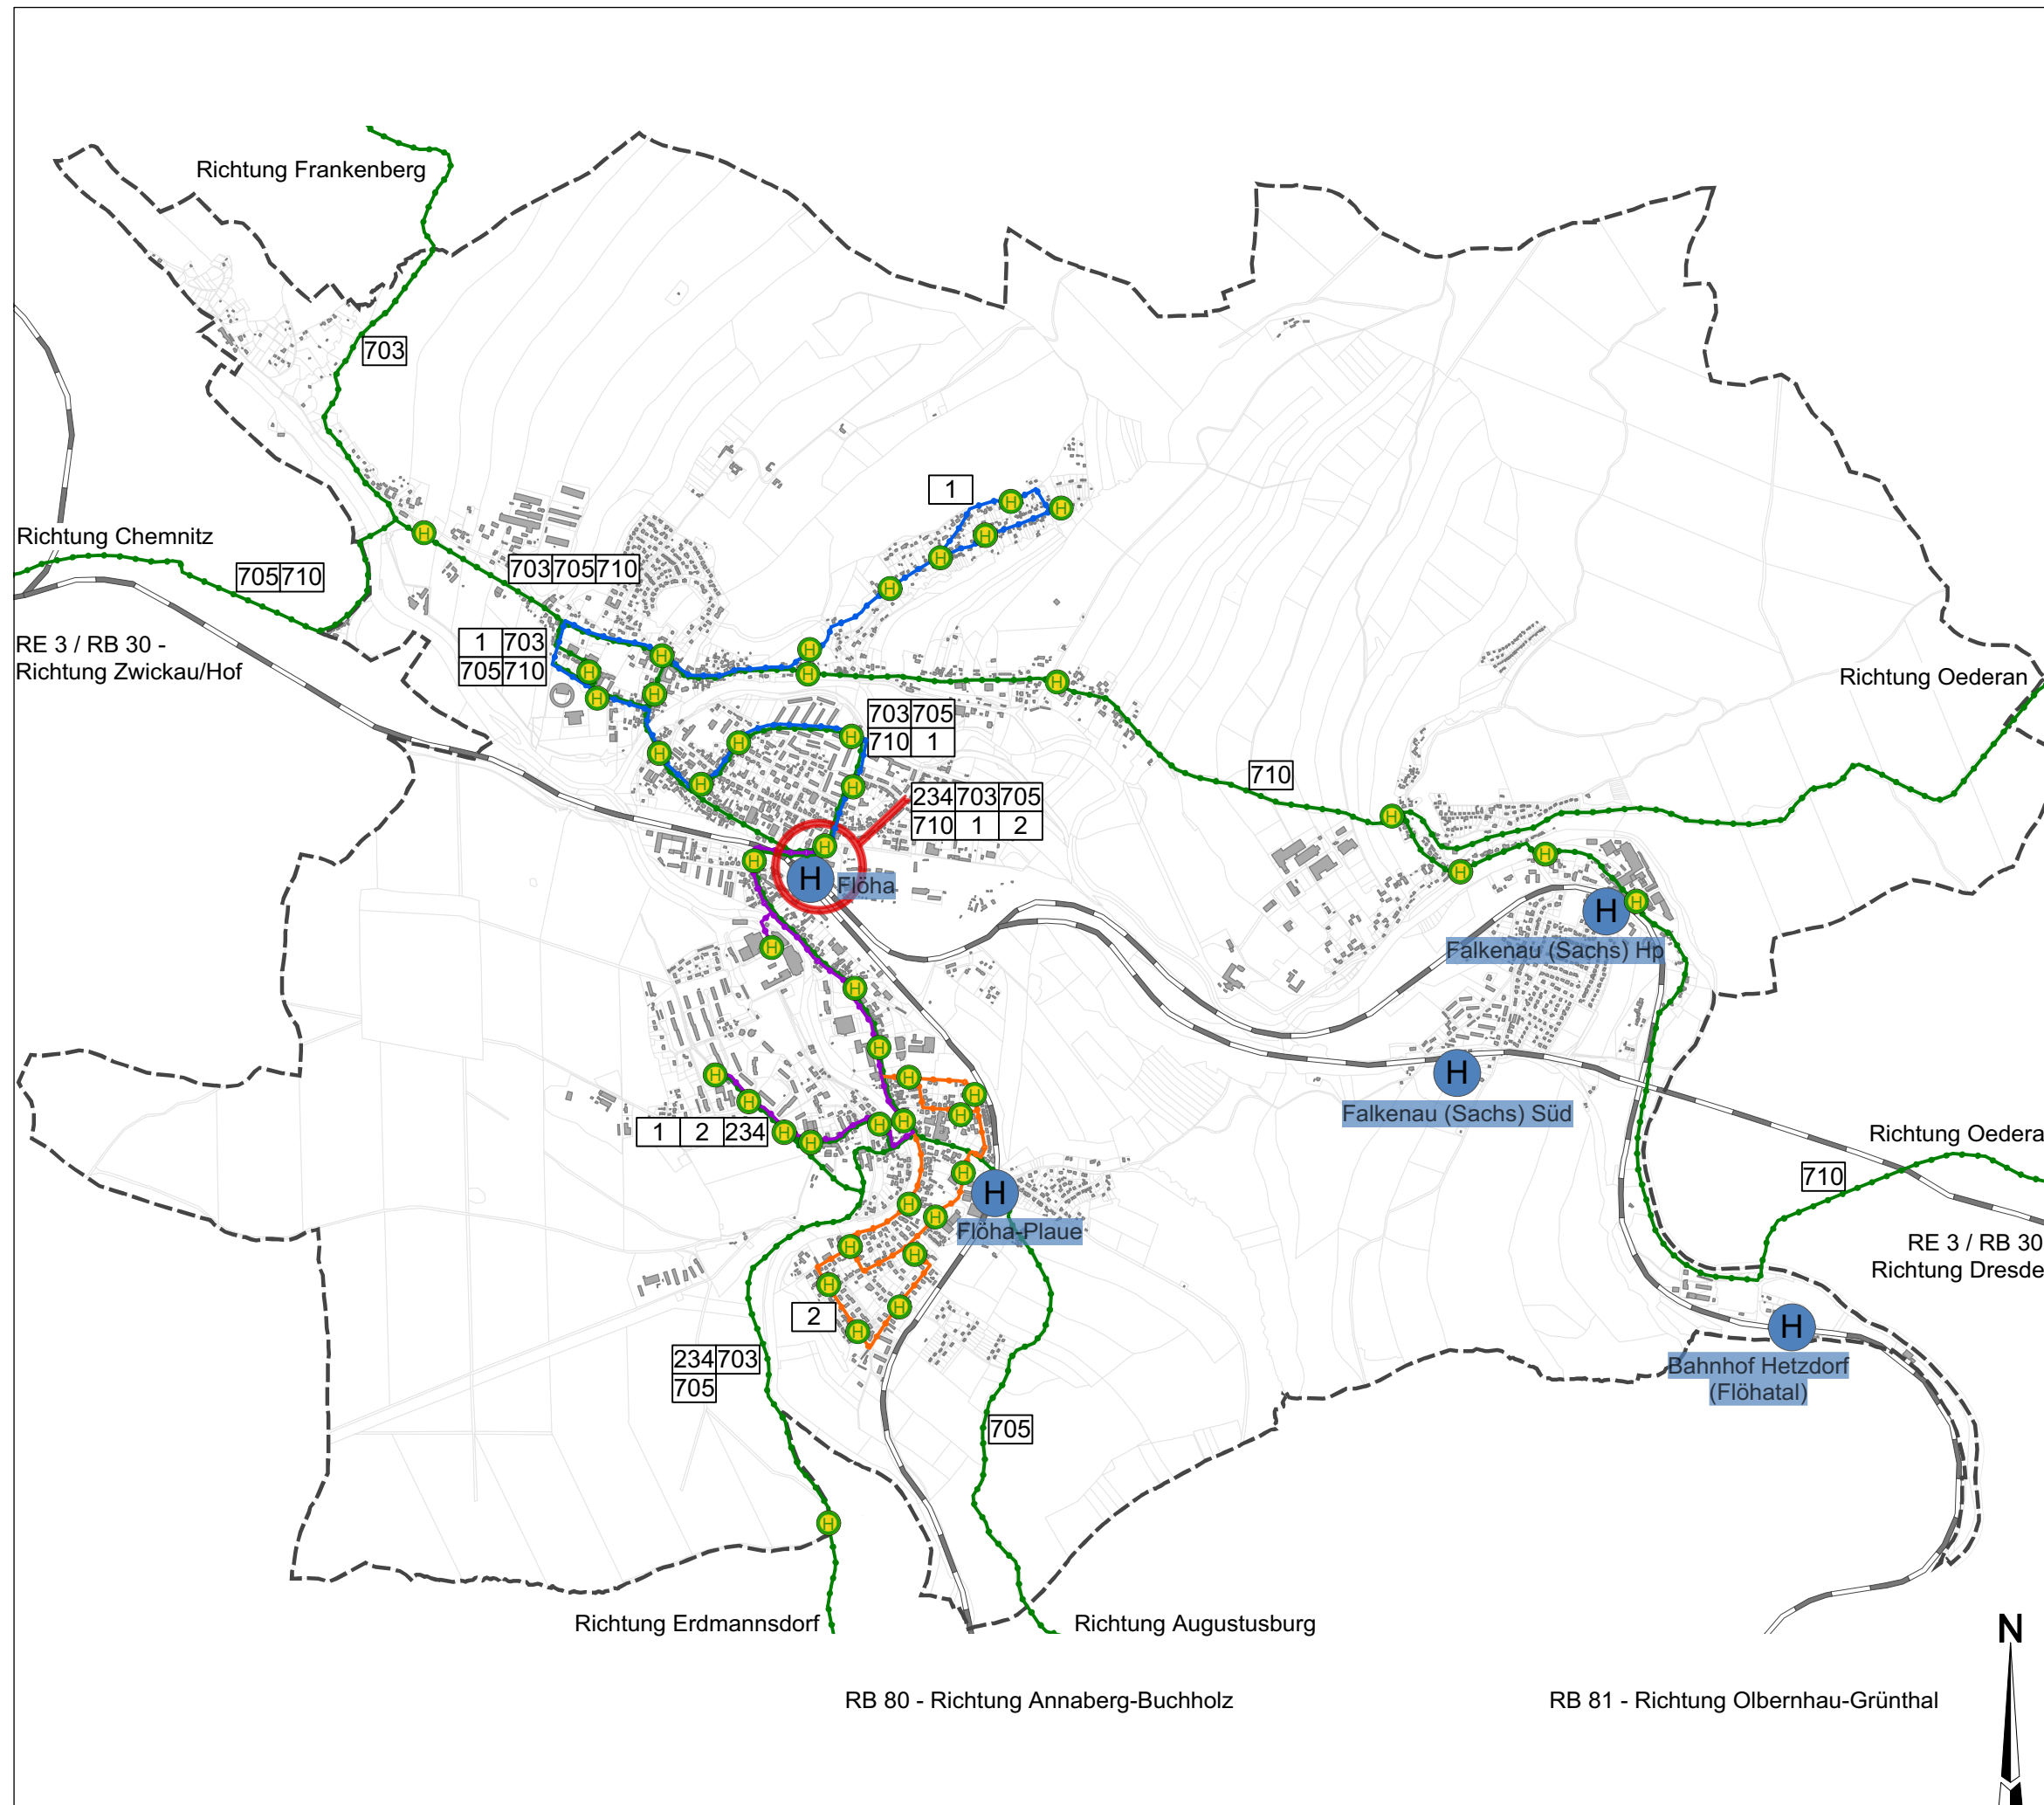 Richtung Frankenberg
703
1
Richtung Chemnitz
705 710
703 705 710
RE 3 / RB 30 -
Richtung Zwickau/Hof
1 703
705 710
Richtung Oederan
703 705
710 1
710
234 703 705
710 1 2
H Flöha
H
Falkenau (Sachs) Hp
H
Falkenau (Sachs) Süd
1 2 234
Richtung Oedera
710
H
Flöha-Plaue
RE 3 / RB 30
Richtung Dresde
2
H
Bahnhof Hetzdorf
(Flöhatal)
234 703
705
705
Richtung Erdmannsdorf
Richtung Augustusburg
N
RB 80 - Richtung Annaberg-Buchholz
RB 81 - Richtung Olbernhau-Grünthal